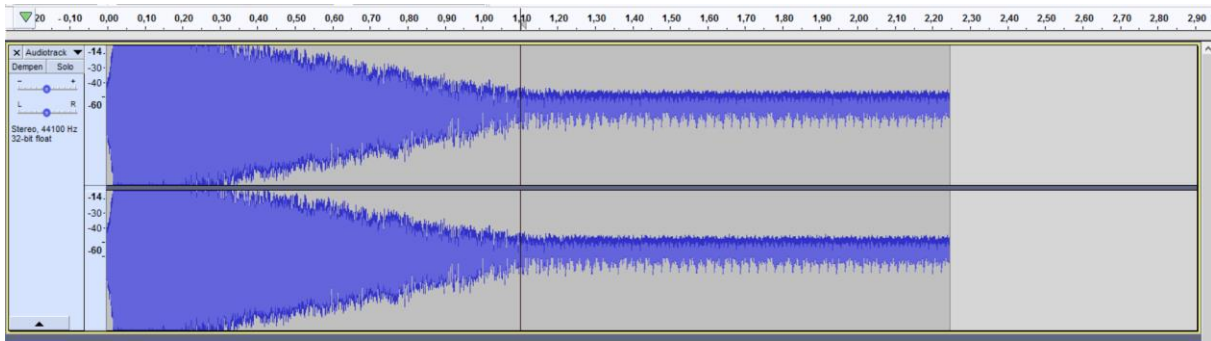 20 - 0,10 0,00 0,10 0,20 0,30 0,40 0,50 0,60 0,70 0,80 0,90 1,00 1,10 1,20 1,30 1,40 1,50 1,60 1,70 1,80 1,90 2,00 2,10 2,20 2,30 2,40 2,50 2,60 2,70 2,80 2,90
x Audiotrack ▼ -14
Dempen Solo -30
- + -40
L R -60
Stereo, 44100 Hz
32-bit float
-14
-30
-40
-60